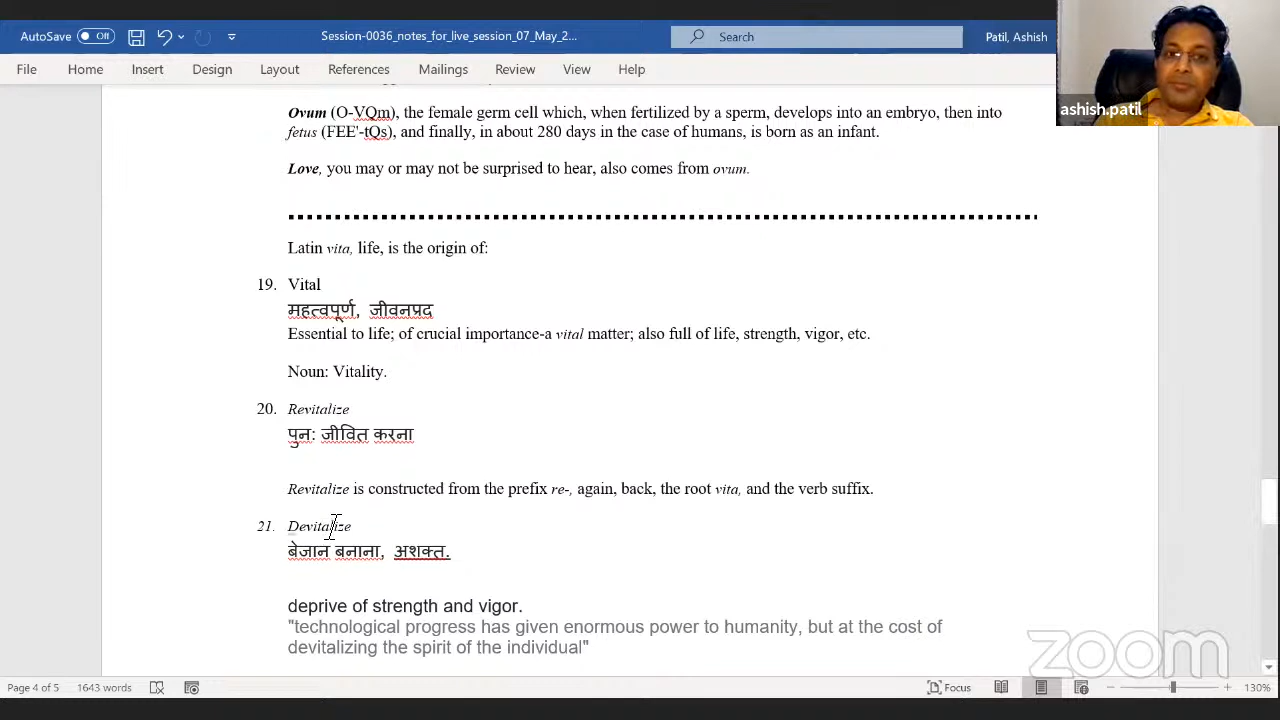 AutoSave Off
Session-0036_notes_for_live_session_07_May_2...
Search
Patil, Ashish
File Home Insert Design Layout References Mailings Review View Help
ashish.patil
Ovum (O-VQm), the female germ cell which, when fertilized by a sperm, develops into an embryo, then into
fetus (FEE'-tQs), and finally, in about 280 days in the case of humans, is born as an infant.
Love, you may or may not be surprised to hear, also comes from ovum.
Latin vita, life, is the origin of:
19. Vital
महत्वपूर्ण, जीवनप्रद
Essential to life; of crucial importance-a vital matter; also full of life, strength, vigor, etc.
Noun: Vitality.
20. Revitalize
पुन: जीवित करना
Revitalize is constructed from the prefix re-, again, back, the root vita, and the verb suffix.
21. Devitalize
बेजान बनाना, अशक्त.
deprive of strength and vigor.
"technological progress has given enormous power to humanity, but at the cost of
devitalizing the spirit of the individual"
zoom
Page 4 of 5 1643 words Focus 130%